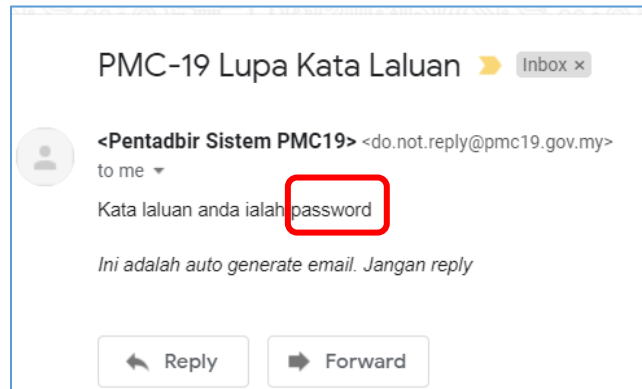 PMC-19 Lupa Kata Laluan Inbox ×
<Pentadbir Sistem PMC19> <do.not.reply@pmc19.gov.my>
to me
Kata laluan anda ialah password
Ini adalah auto generate email. Jangan reply
Reply Forward